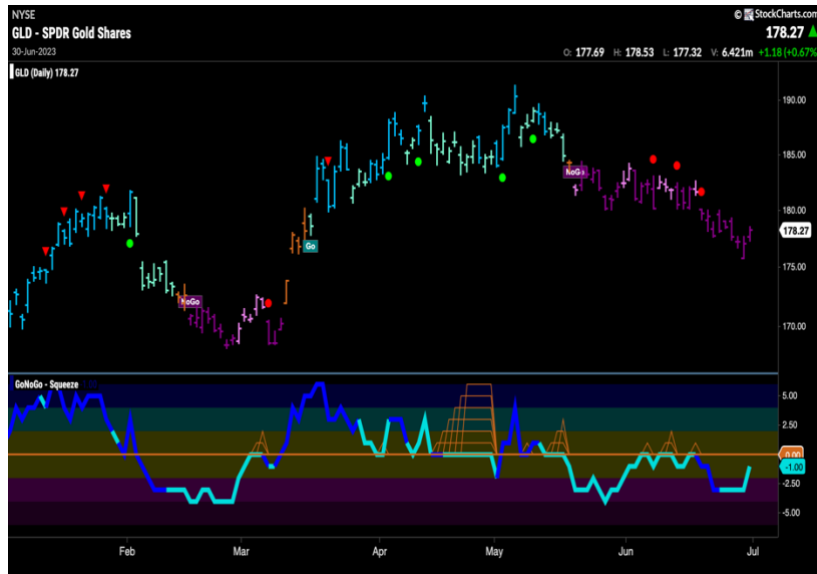 NYSE
© StockCharts.com
GLD - SPDR Gold Shares
178.27
30-Jun-2023
O: 177.69 H: 178.53 L: 177.32 V: 6.421m +1.18 (+0.67%)
GLD (Daily) 178.27
190.00
185.00
NoGo
180.00
178.27
Go
175.00
NoGo
170.00
GoNoGo - Squeeze
5.00
2.50
0.00
-1.00
-2.50
-5.00
Feb Mar Apr May Jun Jul